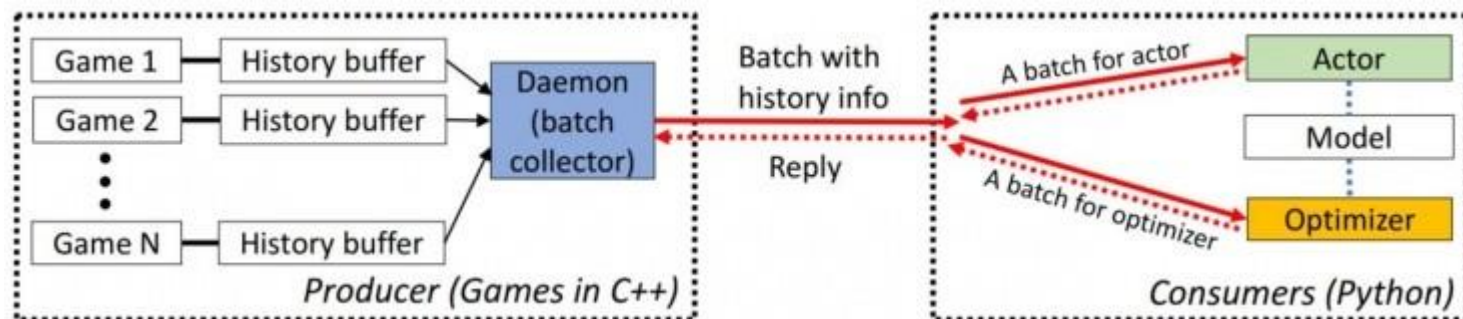 Game 1
History buffer
Game 2
History buffer
Game N
History buffer
Daemon
(batch
collector)
Producer (Games in C++)
Batch with
history info
Reply
A batch for actor
A batch for optimizer
Actor
Model
Optimizer
Consumers (Python)